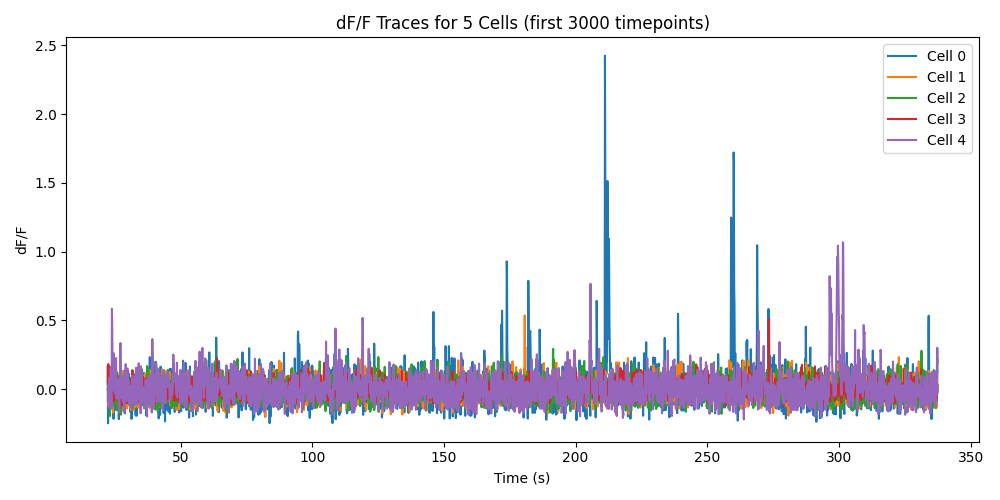 dF/F Traces for 5 Cells (first 3000 timepoints)
2.5
2.0
1.5
1.0
0.5
0.0
dF/F
Cell 0
Cell 1
Cell 2
Cell 3
Cell 4
50
100
150
200
250
300
350
Time (s)